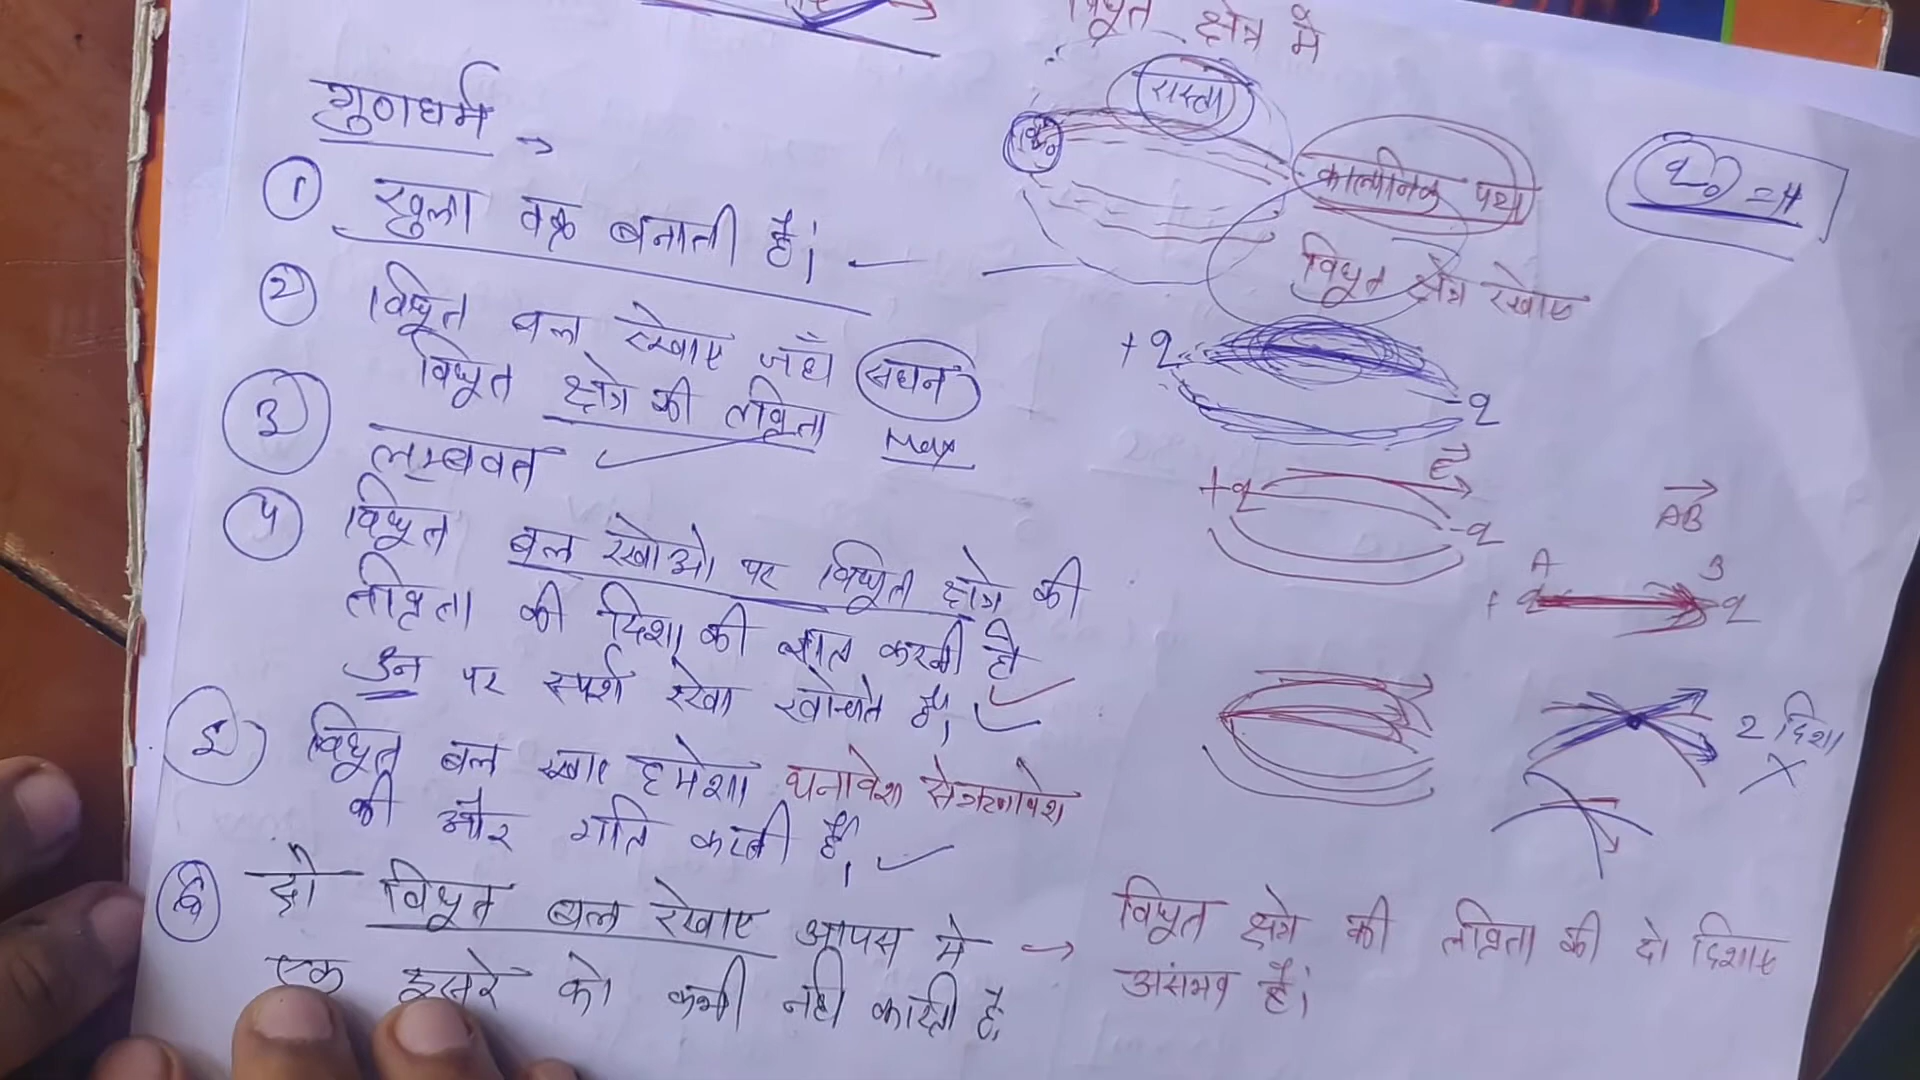 विधुत क्षेत्र में
गुणधर्म →
रास्ता
① खुला वक्र बनाती है।
काल्पनिक पथ
q₀ = +1
विधुत क्षेत्र रेखाए
② विधुत बल रेखाए जहाँ सघन
विधुत क्षेत्र की तीव्रता Max
+q
-q
③ लम्बवत
+q
-q
E
AB
④ विधुत बल रेखाओ पर विधुत क्षेत्र की
तीव्रता की दिशा की ज्ञात करनी हो
उन पर स्पर्श रेखा खींचते है।
A B
+q -q
⑤ विधुत बल रेखाए हमेशा धनावेश से ऋणावेश
की ओर गति करती है।
2 दिशा
×
⑥ दो विधुत बल रेखाए आपस मे →
एक दुसरे को कभी नही काटती है।
विधुत क्षेत्र की तीव्रता की दो दिशाए
असंभव है।